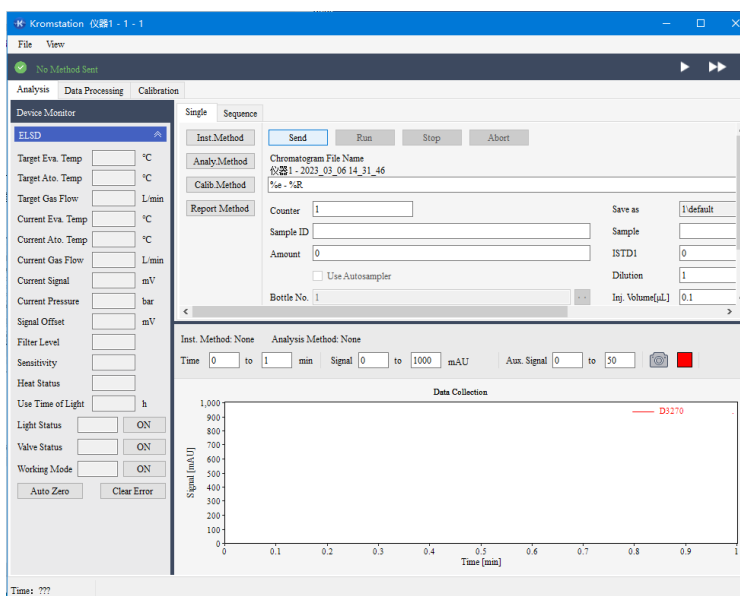 Kromstation 仪器1 - 1 - 1
File View
No Method Sent
Analysis Data Processing Calibration
Device Monitor
ELSD
Target Eva. Temp °C
Target Ato. Temp °C
Target Gas Flow L/min
Current Eva. Temp °C
Current Ato. Temp °C
Current Gas Flow L/min
Current Signal mV
Current Pressure bar
Signal Offset mV
Filter Level
Sensitivity
Heat Status
Use Time of Light h
Light Status ON
Valve Status ON
Working Mode ON
Auto Zero Clear Error
Single Sequence
Inst.Method Send Run Stop Abort
Analy.Method Chromatogram File Name
仪器1 - 2023_03_06 14_31_46
Calib.Method %e - %R
Report Method Counter 1 Save as 1\default
Sample ID Sample
Amount 0 ISTD1 0
Use Autosampler Dilution 1
Bottle No. 1 .. Inj. Volume[μL] 0.1
Inst. Method: None Analysis Method: None
Time 0 to 1 min Signal 0 to 1000 mAU Aux. Signal 0 to 50
Data Collection
D3270
Signal [mAU]
1,000
900
800
700
600
500
400
300
200
100
0
0 0.1 0.2 0.3 0.4 0.5 0.6 0.7 0.8 0.9 1
Time [min]
Time: ???